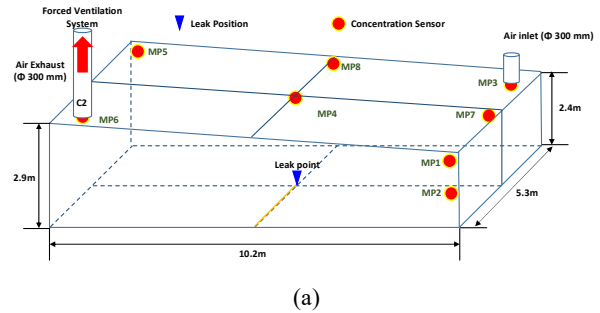 Forced Ventilation
System
Leak Position
Concentration Sensor
Air inlet (Φ 300 mm)
Air Exhaust
(Φ 300 mm)
MP5
MP8
MP3
C2
MP6
MP4
MP7
2.4m
MP1
Leak point
MP2
2.9m
5.3m
10.2m
(a)